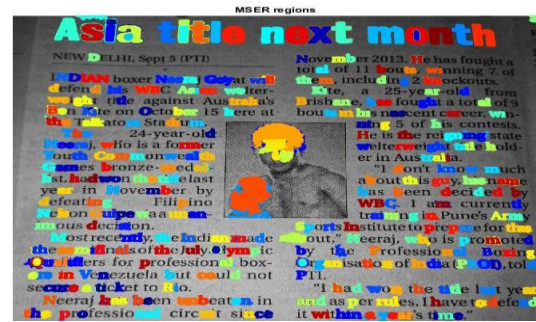 MSER regions
Asia title next month
NEW DELHI, Sept 5 (PTI)
INDIAN boxer Neeraj Goyat will
defend his WBC Asia welter-
weight title against Australia's
Ben Kite on October 15 here at
the Talkatora Stadium.
The 24-year-old
Neeraj, who is a former
Youth Commonwealth
Games bronze-medal-
ist, had won the title last
year in November by
defeating Filipino
Nelson Gulpe via a unan-
imous decision.
Most recently, the Indian made
the semifinals of the July Olympic
Qualifiers for professional box-
ers in Venezuela but could not
secure a ticket to Rio.
Neeraj has been unbeaten in
the professional circuit since
November 2013. He has fought a
total of 11 bouts winning 7 of
them, including 2 knockouts.
Kite, a 25-year-old from
Brisbane, has fought a total of 9
bouts in his nascent career, win-
ning 5 of his contests.
He is the reigning state
welterweight title hold-
er in Australia.
"I don't know much
about this guy, his name
has been decided by
WBC. I am currently
training in Pune's Army
Sports Institute to prepare for this
bout," Neeraj, who is promoted
by the Professional Boxing
Organisation of India (PBOI), told
PTI.
"I had won the title last year
and as per rules, I have to defend
it within a year's time."